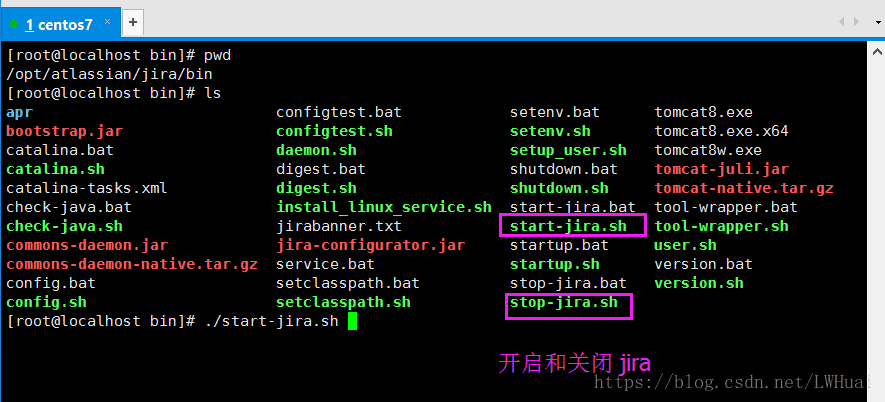 1 centos7 × +
[root@localhost bin]# pwd
/opt/atlassian/jira/bin
[root@localhost bin]# ls
apr configtest.bat setenv.bat tomcat8.exe
bootstrap.jar configtest.sh setenv.sh tomcat8.exe.x64
catalina.bat daemon.sh setup_user.sh tomcat8w.exe
catalina.sh digest.bat shutdown.bat tomcat-juli.jar
catalina-tasks.xml digest.sh shutdown.sh tomcat-native.tar.gz
check-java.bat install_linux_service.sh start-jira.bat tool-wrapper.bat
check-java.sh jirabanner.txt start-jira.sh tool-wrapper.sh
commons-daemon.jar jira-configurator.jar startup.bat user.sh
commons-daemon-native.tar.gz service.bat startup.sh version.bat
config.bat setclasspath.bat stop-jira.bat version.sh
config.sh setclasspath.sh stop-jira.sh
[root@localhost bin]# ./start-jira.sh
开启和关闭 jira
https://blog.csdn.net/LWHuai